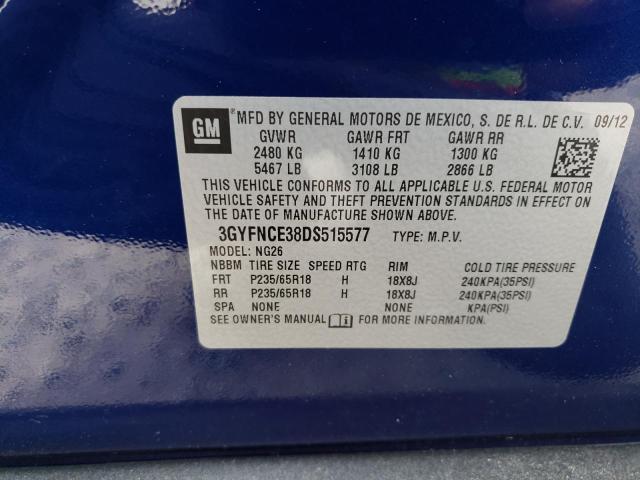 GM ® MFD BY GENERAL MOTORS DE MEXICO, S. DE R.L. DE C.V. 09/12
GVWR GAWR FRT GAWR RR
2480 KG 1410 KG 1300 KG
5467 LB 3108 LB 2866 LB
THIS VEHICLE CONFORMS TO ALL APPLICABLE U.S. FEDERAL MOTOR
VEHICLE SAFETY AND THEFT PREVENTION STANDARDS IN EFFECT ON
THE DATE OF MANUFACTURE SHOWN ABOVE.
3GYFNCE38DS515577 TYPE: M.P.V.
MODEL: NG26
NBBM TIRE SIZE SPEED RTG RIM COLD TIRE PRESSURE
FRT P235/65R18 H 18X8J 240KPA(35PSI)
RR P235/65R18 H 18X8J 240KPA(35PSI)
SPA NONE NONE KPA(PSI)
SEE OWNER'S MANUAL FOR MORE INFORMATION.